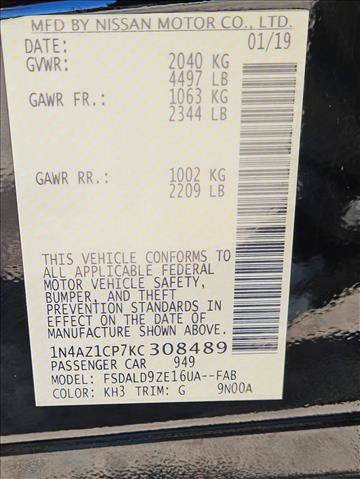 MFD BY NISSAN MOTOR CO., LTD.
DATE: 01/19
GVWR: 2040 KG
4497 LB
GAWR FR.: 1063 KG
2344 LB
GAWR RR.: 1002 KG
2209 LB
THIS VEHICLE CONFORMS TO
ALL APPLICABLE FEDERAL
MOTOR VEHICLE SAFETY,
BUMPER, AND THEFT
PREVENTION STANDARDS IN
EFFECT ON THE DATE OF
MANUFACTURE SHOWN ABOVE.
1N4AZ1CP7KC308489
PASSENGER CAR 949
MODEL: FSDALD9ZE16UA--FAB
COLOR: KH3 TRIM: G 9N00A